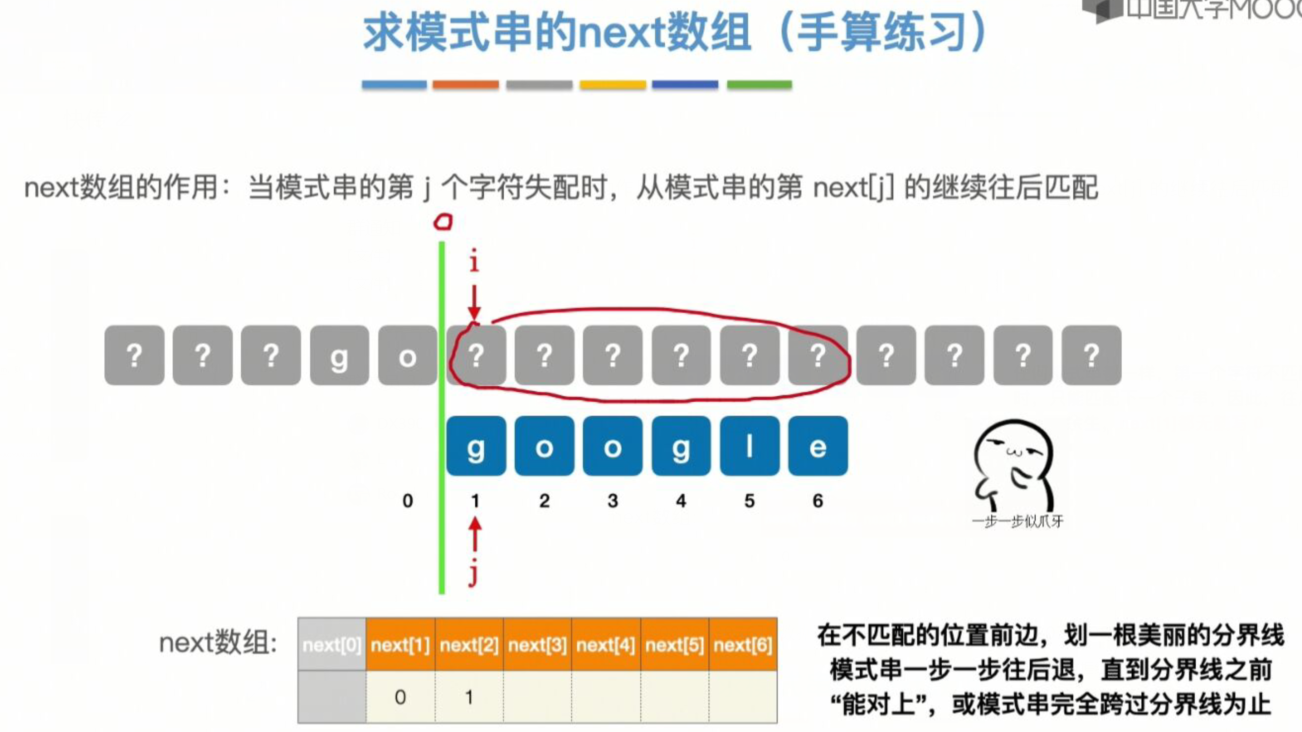 中国大学MOOC
求模式串的next数组（手算练习）
next数组的作用：当模式串的第 j 个字符失配时，从模式串的第 next[j] 的继续往后匹配
0
i
? ? ? g o ? ? ? ? ? ? ? ? ? ?
g o o g l e
0 1 2 3 4 5 6
j
一步一步似爪牙
next数组: next[0] next[1] next[2] next[3] next[4] next[5] next[6]
0 1
在不匹配的位置前边，划一根美丽的分界线
模式串一步一步往后退，直到分界线之前
“能对上”，或模式串完全跨过分界线为止